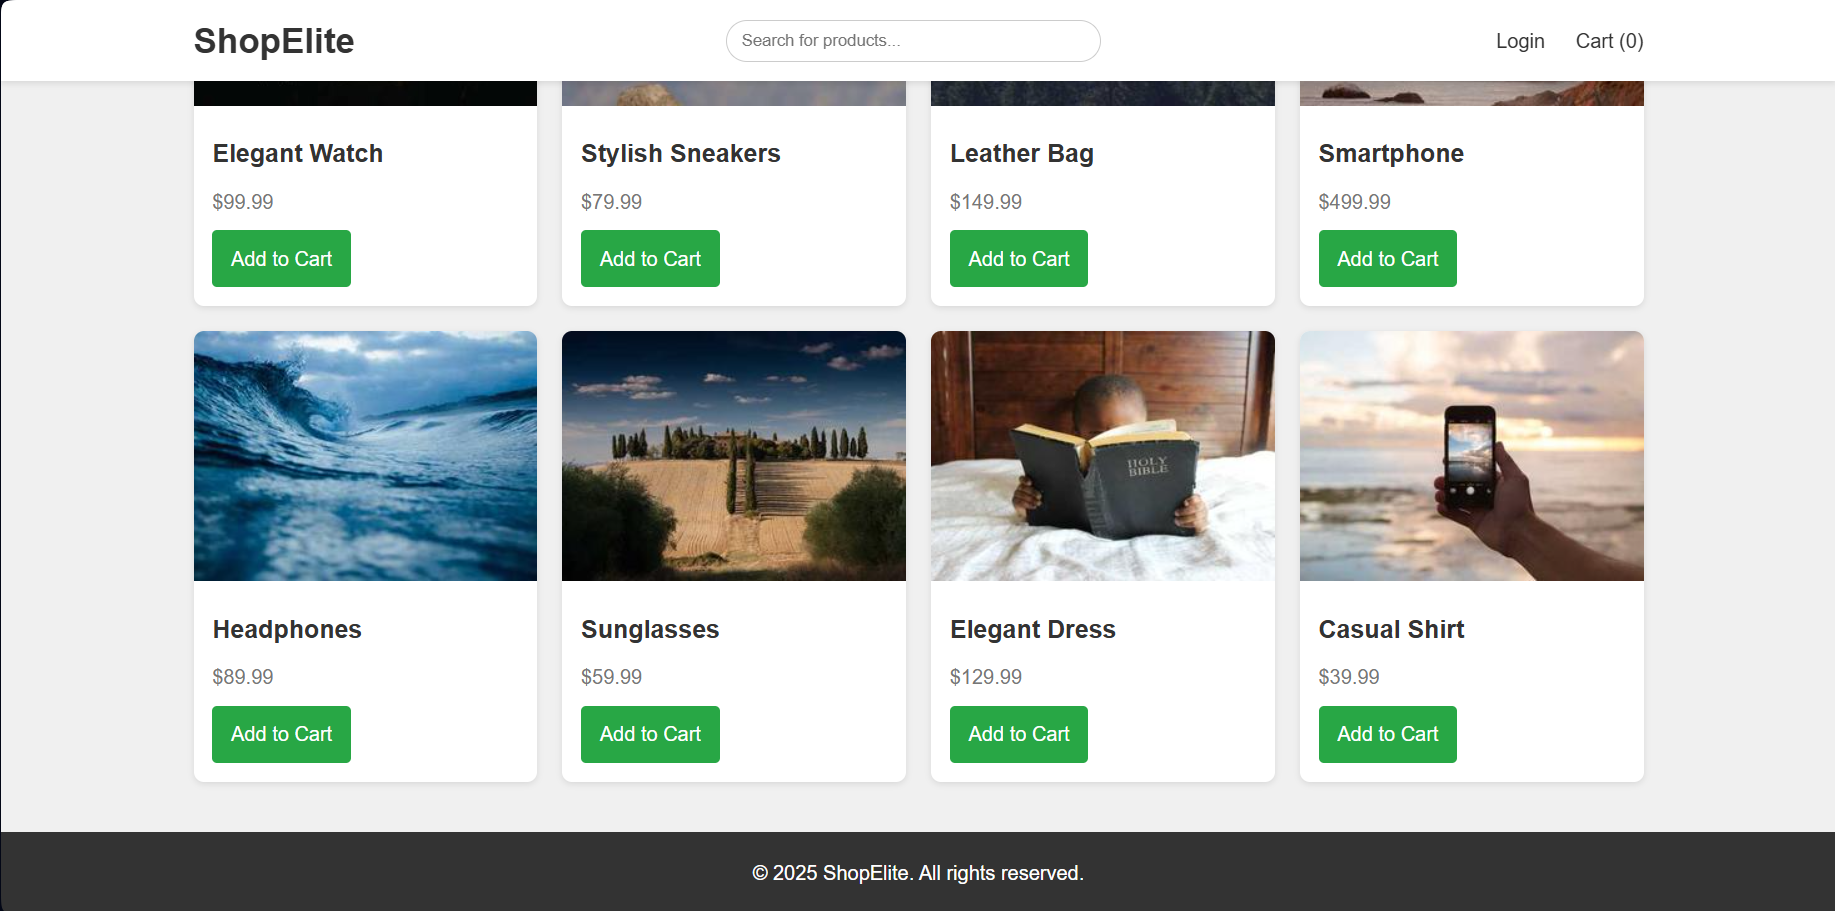 ShopElite
Search for products...
Login
Cart (0)
Elegant Watch
$99.99
Add to Cart
Stylish Sneakers
$79.99
Add to Cart
Leather Bag
$149.99
Add to Cart
Smartphone
$499.99
Add to Cart
Headphones
$89.99
Add to Cart
Sunglasses
$59.99
Add to Cart
HOLY
BIBLE
Elegant Dress
$129.99
Add to Cart
Casual Shirt
$39.99
Add to Cart
© 2025 ShopElite. All rights reserved.